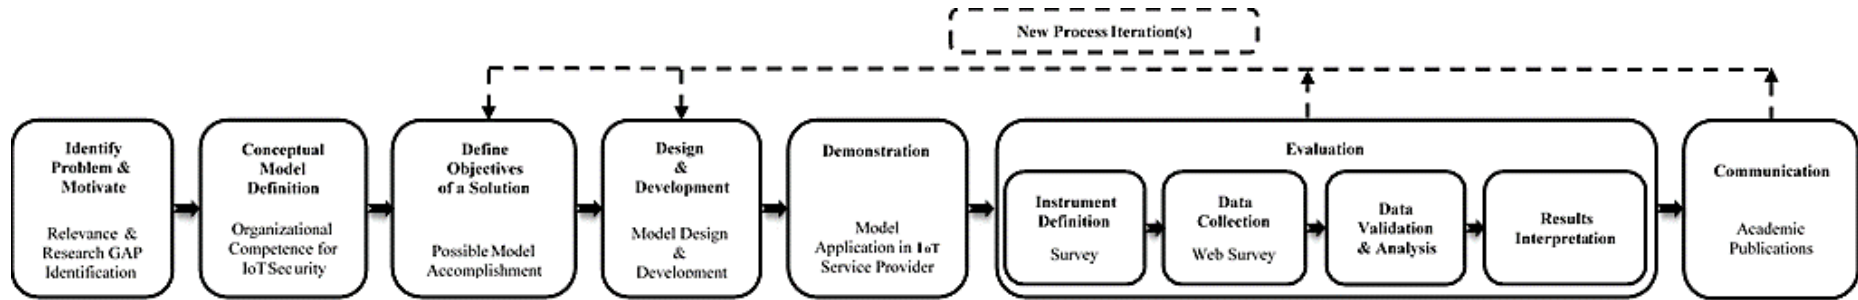 New Process Iteration(s)
Identify
Problem &
Motivate
Relevance &
Research GAP
Identification
Conceptual
Model
Definition
Organizational
Competence for
IoT Security
Define
Objectives
of a Solution
Possible Model
Accomplishment
Design
&
Development
Model Design
&
Development
Demonstration
Model
Application in IoT
Service Provider
Evaluation
Instrument
Definition
Survey
Data
Collection
Web Survey
Data
Validation
& Analysis
Results
Interpretation
Communication
Academic
Publications